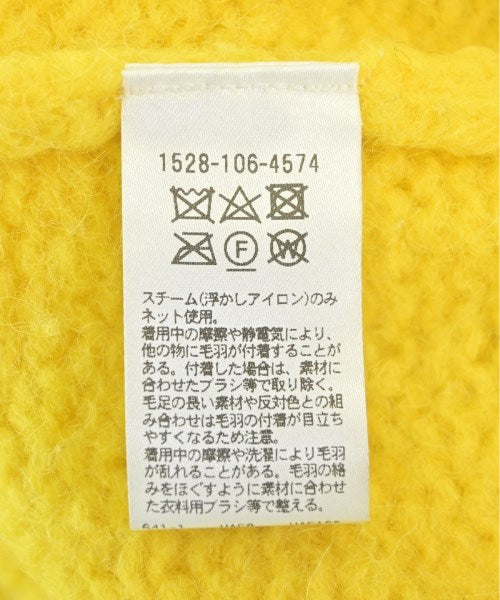 1528-106-4574
F W
スチーム(浮かしアイロン)のみ
ネット使用。
着用中の摩擦や静電気により、
他の物に毛羽が付着することが
ある。付着した場合は、素材に
合わせたブラシ等で取り除く。
毛足の長い素材や反対色との組
み合わせは毛羽の付着が目立ち
やすくなるため注意。
着用中の摩擦や洗濯により毛羽
が乱れることがある。毛羽の絡
みをほぐすように素材に合わせ
た衣料用ブラシ等で整える。